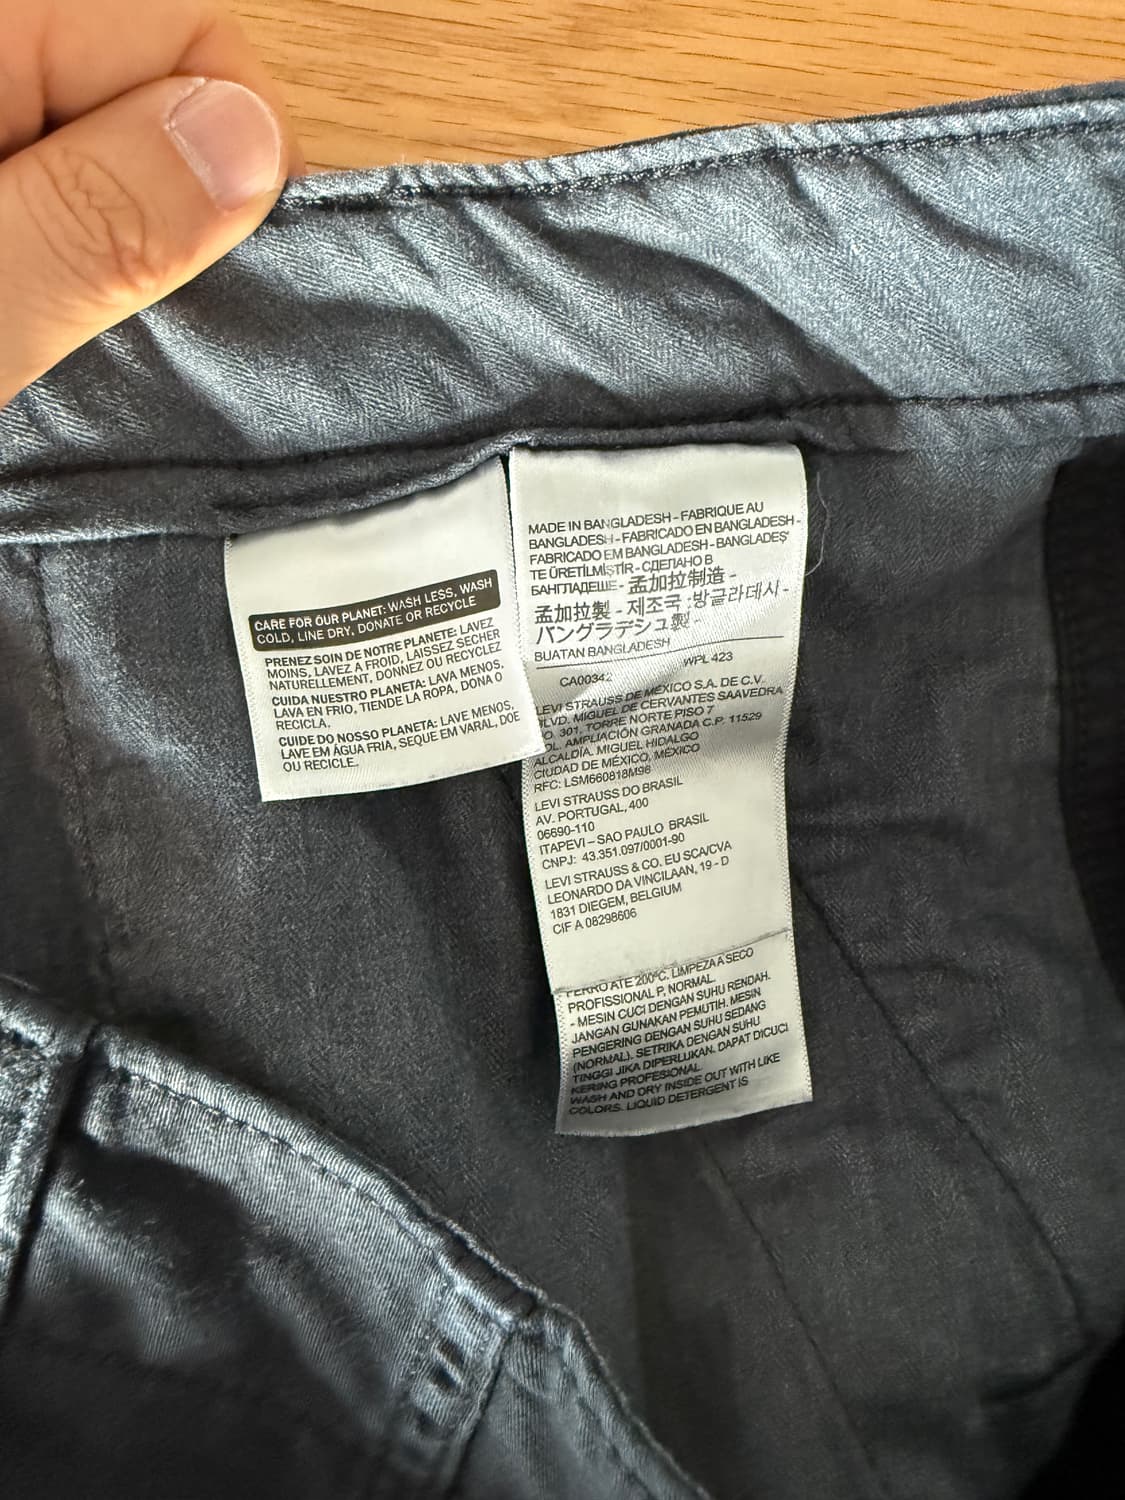 CARE FOR OUR PLANET: WASH LESS, WASH
COLD, LINE DRY, DONATE OR RECYCLE
PRENEZ SOIN DE NOTRE PLANETE: LAVEZ
MOINS, LAVEZ A FROID, LAISSEZ SECHER
NATURELLEMENT, DONNEZ OU RECYCLEZ
CUIDA NUESTRO PLANETA: LAVA MENOS,
LAVA EN FRIO, TIENDE LA ROPA, DONA O
RECICLA.
CUIDE DO NOSSO PLANETA: LAVE MENOS,
LAVE EM ÁGUA FRIA, SEQUE EM VARAL, DOE
OU RECICLE.
MADE IN BANGLADESH - FABRIQUE AU
BANGLADESH - FABRICADO EN BANGLADESH -
FABRICADO EM BANGLADESH - BANGLADEŞ'
TE ÜRETİLMİŞTİR - СДЕЛАНО В
БАНГЛАДЕШЕ - 孟加拉制造 -
孟加拉製 - 제조국 : 방글라데시 -
バングラデシュ製 -
BUATAN BANGLADESH
CA00342 WPL 423
LEVI STRAUSS DE MÉXICO S.A. DE C.V.
BLVD. MIGUEL DE CERVANTES SAAVEDRA
NO. 301, TORRE NORTE PISO 7
COL. AMPLIACIÓN GRANADA C.P. 11529
ALCALDÍA. MIGUEL HIDALGO
CIUDAD DE MÉXICO, MÉXICO
RFC: LSM660818M98
LEVI STRAUSS DO BRASIL
AV. PORTUGAL, 400
06690-110
ITAPEVI – SAO PAULO BRASIL
CNPJ: 43.351.097/0001-90
LEVI STRAUSS & CO. EU SCA/CVA
LEONARDO DA VINCILAAN, 19 - D
1831 DIEGEM, BELGIUM
CIF A 08298606
FERRO ATE 200°C. LIMPEZA A SECO
PROFISSIONAL P, NORMAL.
- MESIN CUCI DENGAN SUHU RENDAH.
JANGAN GUNAKAN PEMUTIH. MESIN
PENGERING DENGAN SUHU SEDANG
(NORMAL). SETRIKA DENGAN SUHU
TINGGI JIKA DIPERLUKAN. DAPAT DICUCI
KERING PROFESIONAL.
WASH AND DRY INSIDE OUT WITH LIKE
COLORS. LIQUID DETERGENT IS